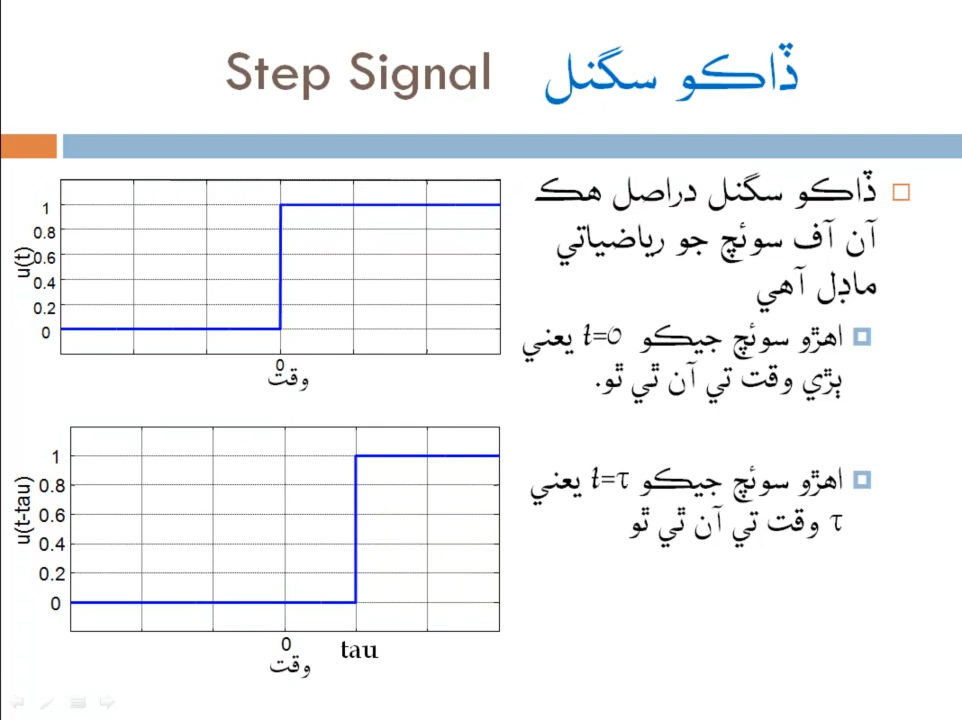 Step Signal ڏاڪو سگنل
ڏاڪو سگنل دراصل هڪ
آن آف سوئچ جو رياضياتي
ماڊل آهي
اهڙو سوئچ جيڪو t=0 يعني
ٻڙي وقت تي آن ٿي ٿو.
اهڙو سوئچ جيڪو t=τ يعني
τ وقت تي آن ٿي ٿو
u(t)
1
0.8
0.6
0.4
0.2
0
0
وقت
u(t-tau)
1
0.8
0.6
0.4
0.2
0
0 tau
وقت